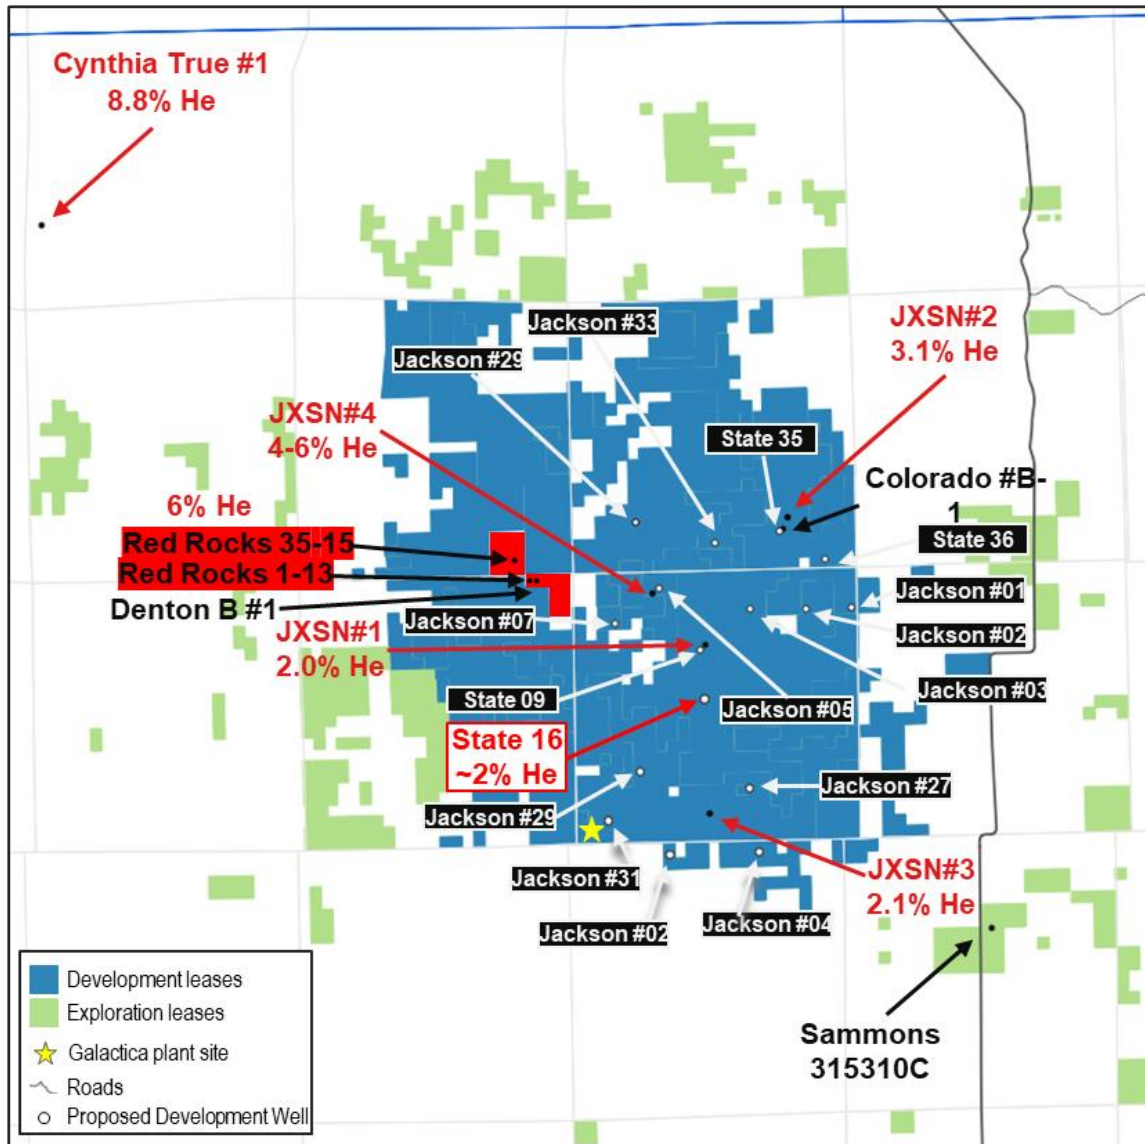 Cynthia True #1
8.8% He
Jackson #33
Jackson #29
JXSN#2
3.1% He
JXSN#4
4-6% He
State 35
Colorado #B-
1
6% He
Red Rocks 35-15
State 36
Red Rocks 1-13
Denton B #1
Jackson #07
Jackson #01
JXSN#1
2.0% He
Jackson #02
Jackson #03
State 09
Jackson #05
State 16
~2% He
Jackson #27
Jackson #29
Jackson #31
JXSN#3
2.1% He
Jackson #02
Jackson #04
Sammons
315310C
Development leases
Exploration leases
Galactica plant site
Roads
Proposed Development Well